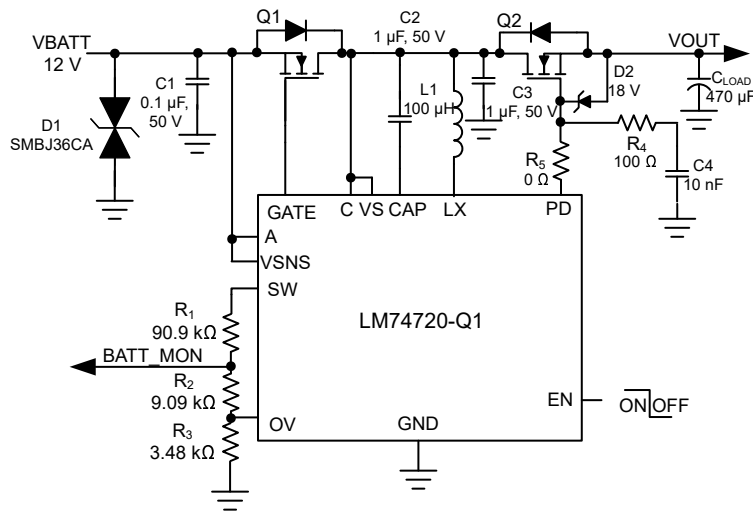 Q1
C2
1 µF, 50 V
Q2
VBATT
12 V
VOUT
C1
0.1 µF,
50 V
L1
100 µH
C3
1 µF, 50 V
D2
18 V
CLOAD
470 µF
D1
SMBJ36CA
R4
100 Ω
R5
0 Ω
C4
10 nF
GATE
C VS CAP
LX
PD
A
VSNS
SW
R1
90.9 kΩ
LM74720-Q1
BATT_MON
R2
9.09 kΩ
EN
ON OFF
OV
GND
R3
3.48 kΩ